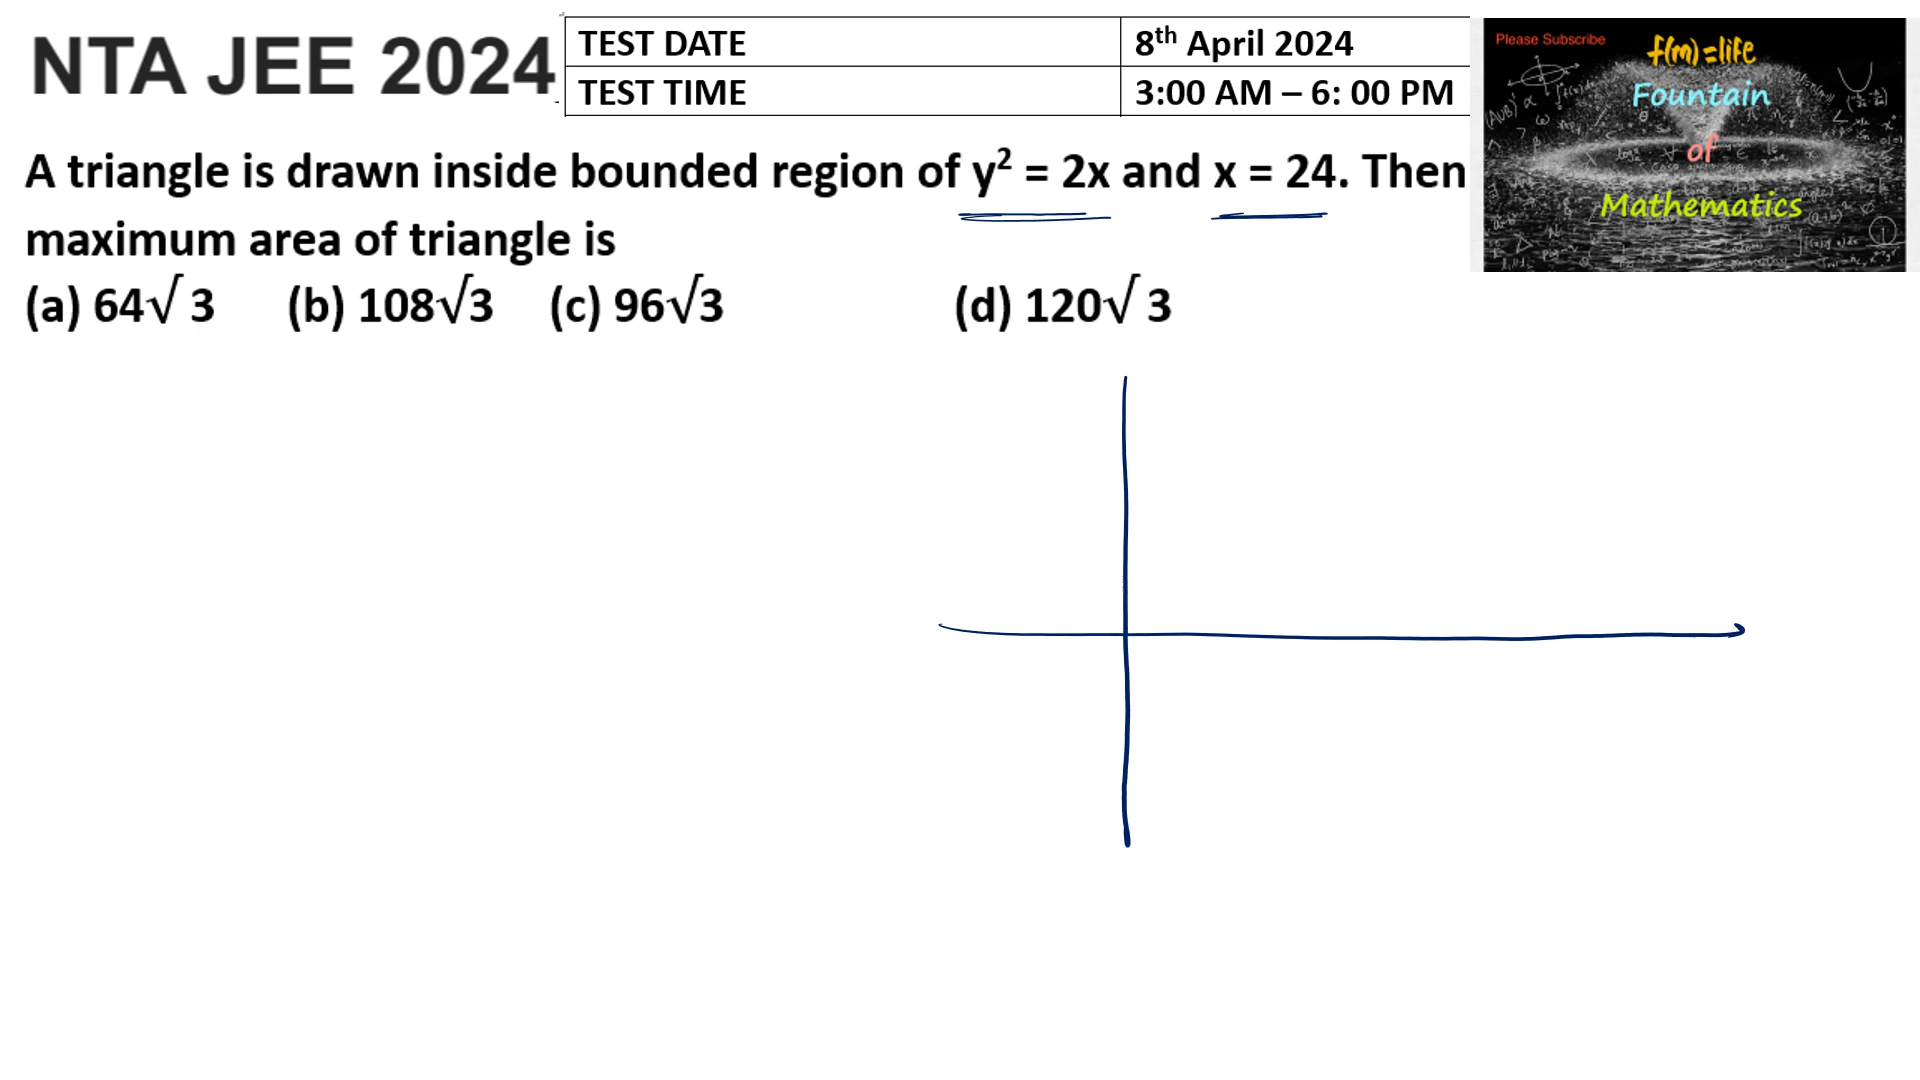 NTA JEE 2024
TEST DATE 8th April 2024
TEST TIME 3:00 AM – 6: 00 PM
Please Subscribe
f(m)=life
Fountain
of
Mathematics
A triangle is drawn inside bounded region of y² = 2x and x = 24. Then
maximum area of triangle is
(a) 64√ 3 (b) 108√3 (c) 96√3 (d) 120√ 3